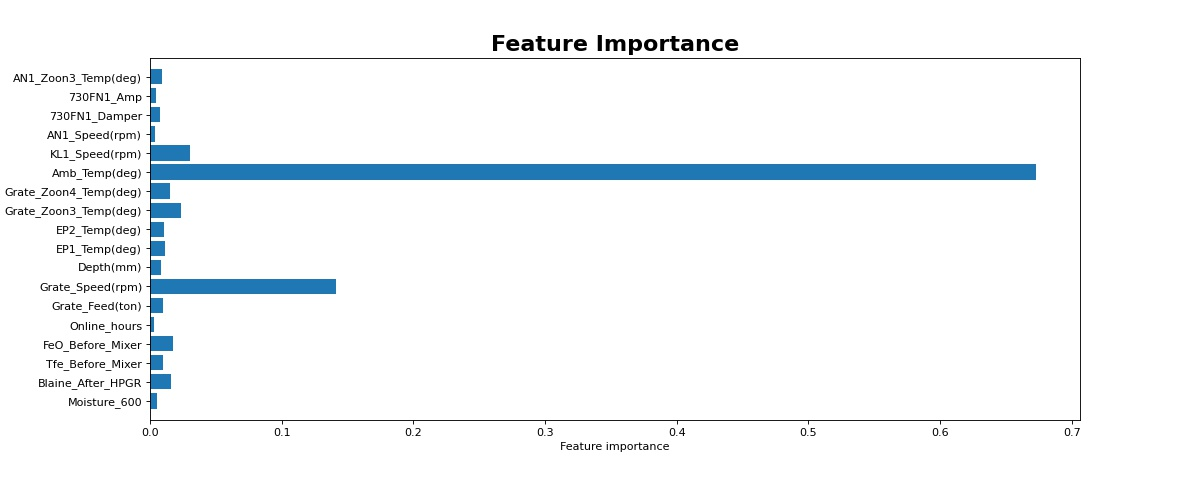 Feature Importance
AN1_Zoon3_Temp(deg)
730FN1_Amp
730FN1_Damper
AN1_Speed(rpm)
KL1_Speed(rpm)
Amb_Temp(deg)
Grate_Zoon4_Temp(deg)
Grate_Zoon3_Temp(deg)
EP2_Temp(deg)
EP1_Temp(deg)
Depth(mm)
Grate_Speed(rpm)
Grate_Feed(ton)
Online_hours
FeO_Before_Mixer
Tfe_Before_Mixer
Blaine_After_HPGR
Moisture_600
0.0 0.1 0.2 0.3 0.4 0.5 0.6 0.7
Feature importance